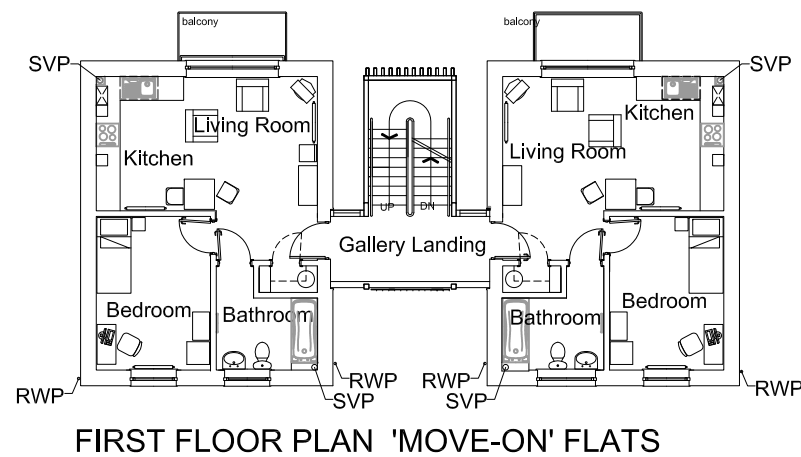 balcony
balcony
SVP
SVP
Kitchen
Living Room
Living Room
Kitchen
UP
DN
Gallery Landing
Bedroom
Bathroom
Bathroom
Bedroom
RWP
RWP
SVP
RWP
SVP
RWP
FIRST FLOOR PLAN 'MOVE-ON' FLATS